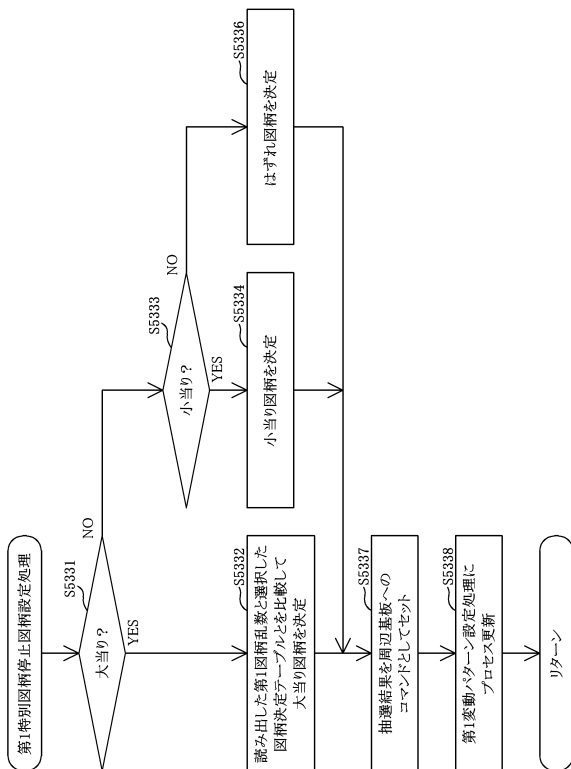 第1特別図柄停止図柄設定処理
S5331
大当り？
NO
YES
S5333
小当り？
NO
YES
S5332
読み出した第1図柄乱数と選択した
図柄決定テーブルとを比較して
大当り図柄を決定
S5334
小当り図柄を決定
S5336
はずれ図柄を決定
S5337
抽選結果を周辺基板への
コマンドとしてセット
S5338
第1変動パターン設定処理に
プロセス更新
リターン